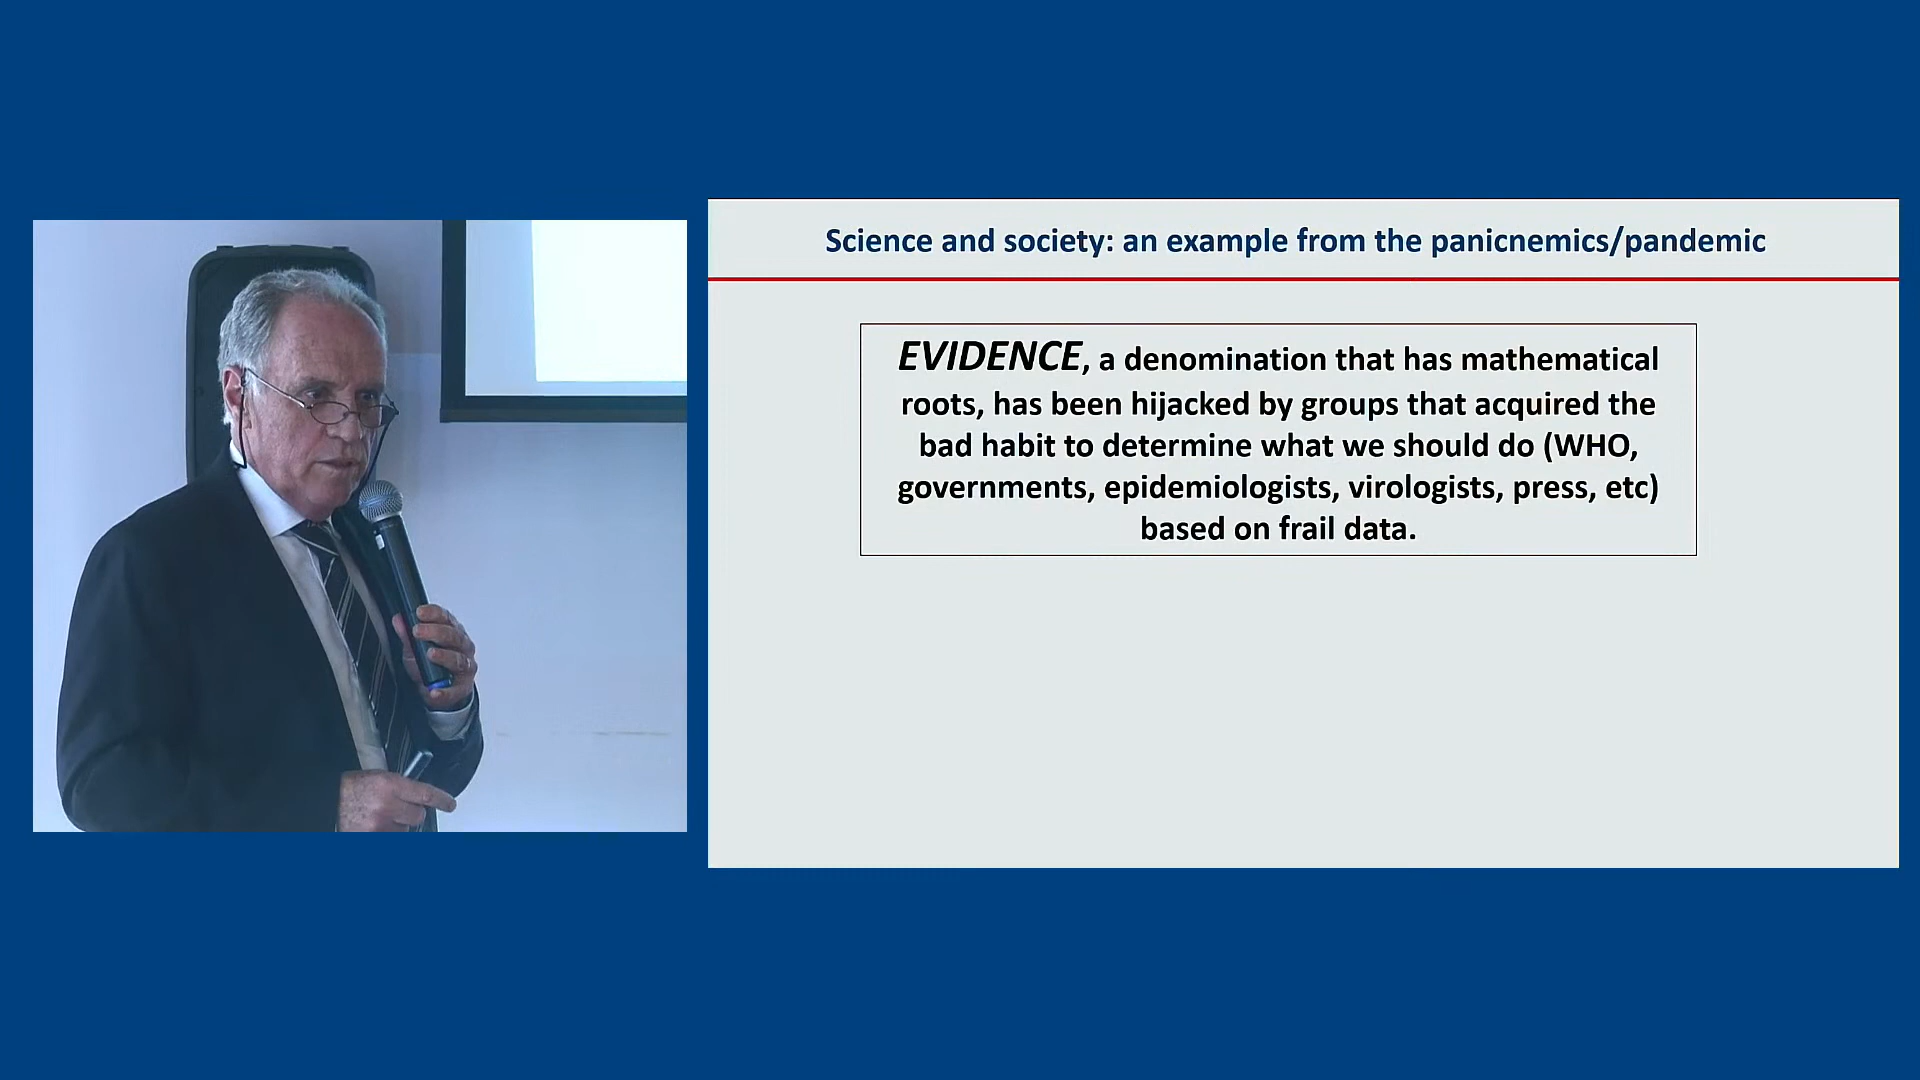 Science and society: an example from the panicnemics/pandemic
EVIDENCE, a denomination that has mathematical
roots, has been hijacked by groups that acquired the
bad habit to determine what we should do (WHO,
governments, epidemiologists, virologists, press, etc)
based on frail data.